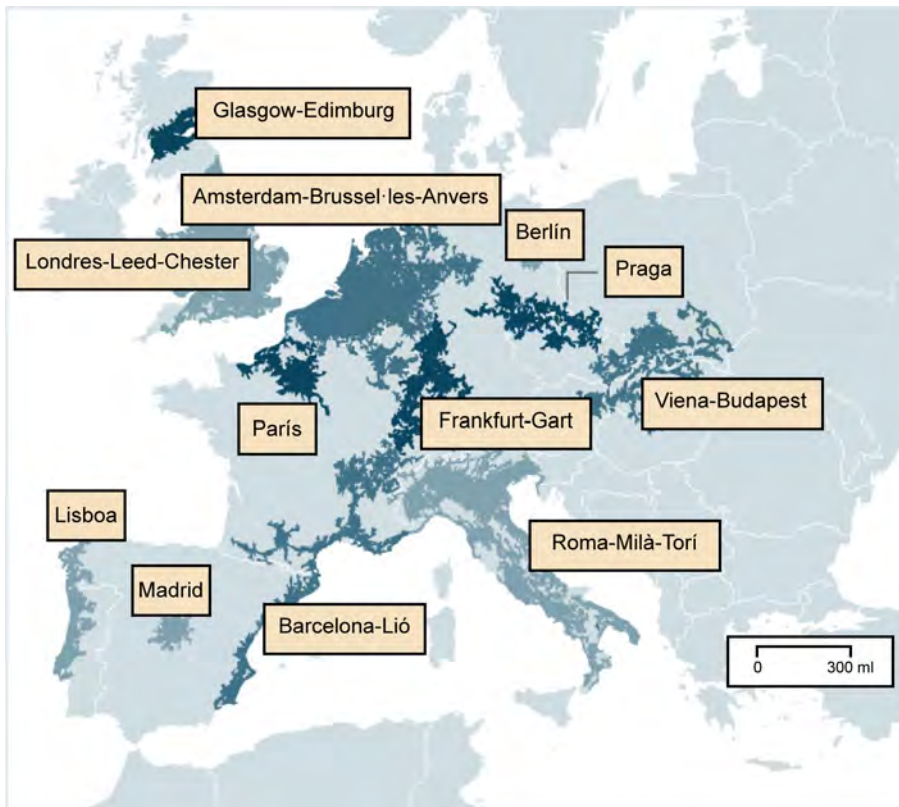 Glasgow-Edimburg
Amsterdam-Brussel·les-Anvers
Berlín
Londres-Leed-Chester
Praga
Viena-Budapest
París
Frankfurt-Gart
Lisboa
Roma-Milà-Torí
Madrid
Barcelona-Lió
0 300 ml